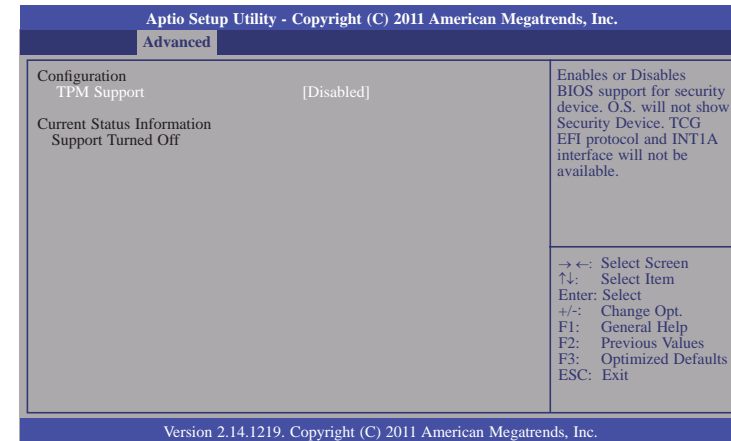 Aptio Setup Utility - Copyright (C) 2011 American Megatrends, Inc.
Advanced
Configuration
TPM Support [Disabled]
Current Status Information
Support Turned Off
Enables or Disables
BIOS support for security
device. O.S. will not show
Security Device. TCG
EFI protocol and INT1A
interface will not be
available.
→←: Select Screen
↑↓: Select Item
Enter: Select
+/-: Change Opt.
F1: General Help
F2: Previous Values
F3: Optimized Defaults
ESC: Exit
Version 2.14.1219. Copyright (C) 2011 American Megatrends, Inc.